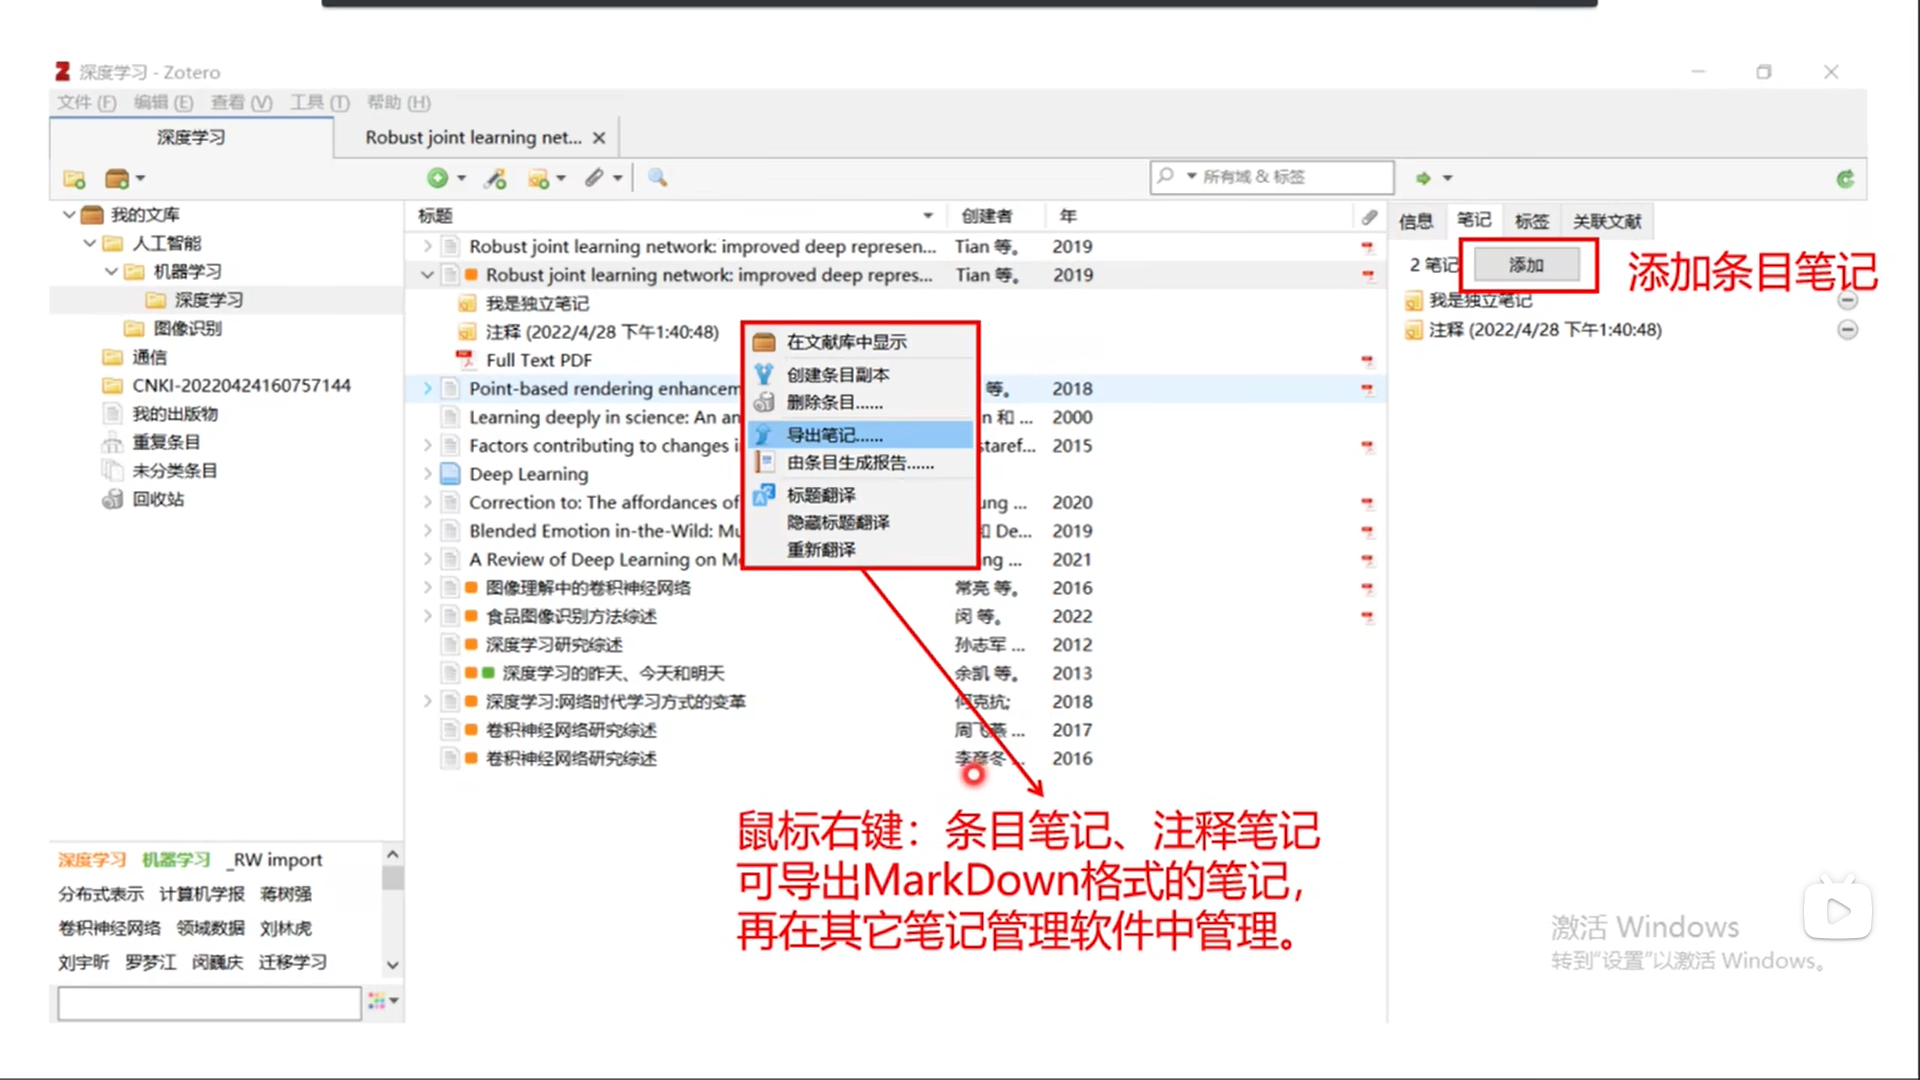 深度学习 - Zotero
文件 (F) 编辑 (E) 查看 (V) 工具 (T) 帮助 (H)
深度学习
Robust joint learning net...
所有域 & 标签
我的文库
人工智能
机器学习
深度学习
图像识别
通信
CNKI-20220424160757144
我的出版物
重复条目
未分类条目
回收站
标题 创建者 年
Robust joint learning network: improved deep represen... Tian 等。 2019
Robust joint learning network: improved deep repres... Tian 等。 2019
我是独立笔记
注释 (2022/4/28 下午1:40:48)
Full Text PDF
Point-based rendering enhancem 等。 2018
Learning deeply in science: An an n 和 ... 2000
Factors contributing to changes i staref... 2015
Deep Learning
Correction to: The affordances of ung ... 2020
Blended Emotion in-the-Wild: Mu 和 De... 2019
A Review of Deep Learning on M ng ... 2021
图像理解中的卷积神经网络 常亮 等。 2016
食品图像识别方法综述 闵 等。 2022
深度学习研究综述 孙志军 ... 2012
深度学习的昨天、今天和明天 余凯 等。 2013
深度学习:网络时代学习方式的变革 何克抗; 2018
卷积神经网络研究综述 周飞燕 ... 2017
卷积神经网络研究综述 李彦冬 ... 2016
在文献库中显示
创建条目副本
删除条目......
导出笔记......
由条目生成报告......
标题翻译
隐藏标题翻译
重新翻译
信息 笔记 标签 关联文献
2 笔记 添加
添加条目笔记
我是独立笔记
注释 (2022/4/28 下午1:40:48)
鼠标右键：条目笔记、注释笔记
可导出MarkDown格式的笔记，
再在其它笔记管理软件中管理。
深度学习 机器学习 _RW import
分布式表示 计算机学报 蒋树强
卷积神经网络 领域数据 刘林虎
刘宇昕 罗梦江 闵巍庆 迁移学习
激活 Windows
转到“设置”以激活 Windows。